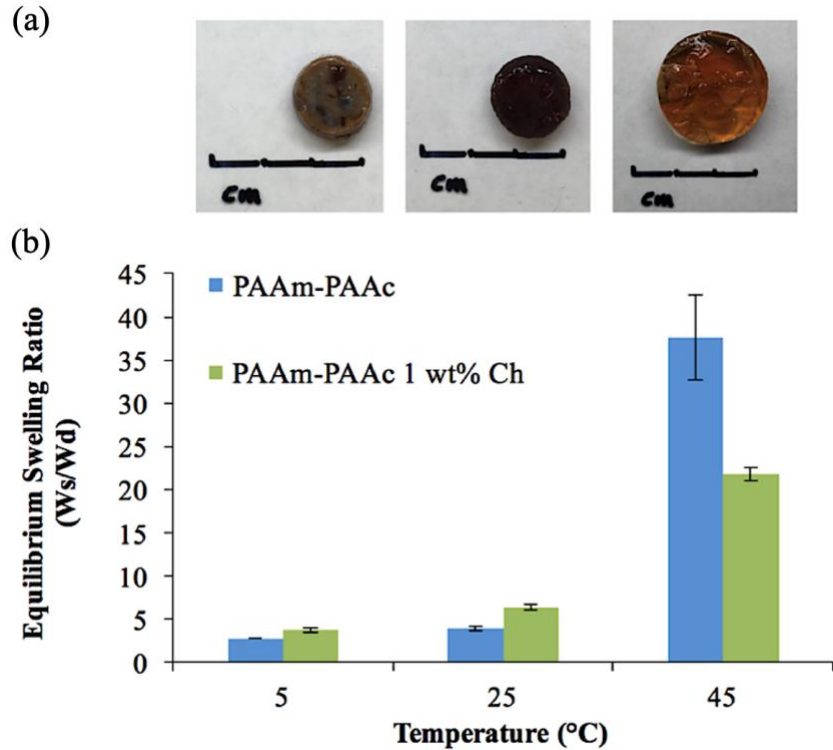 (a)
cm
cm
cm
(b)
Equilibrium Swelling Ratio
(Ws/Wd)
45
40
35
30
25
20
15
10
5
0
PAAm-PAAc
PAAm-PAAc 1 wt% Ch
5
25
45
Temperature (°C)